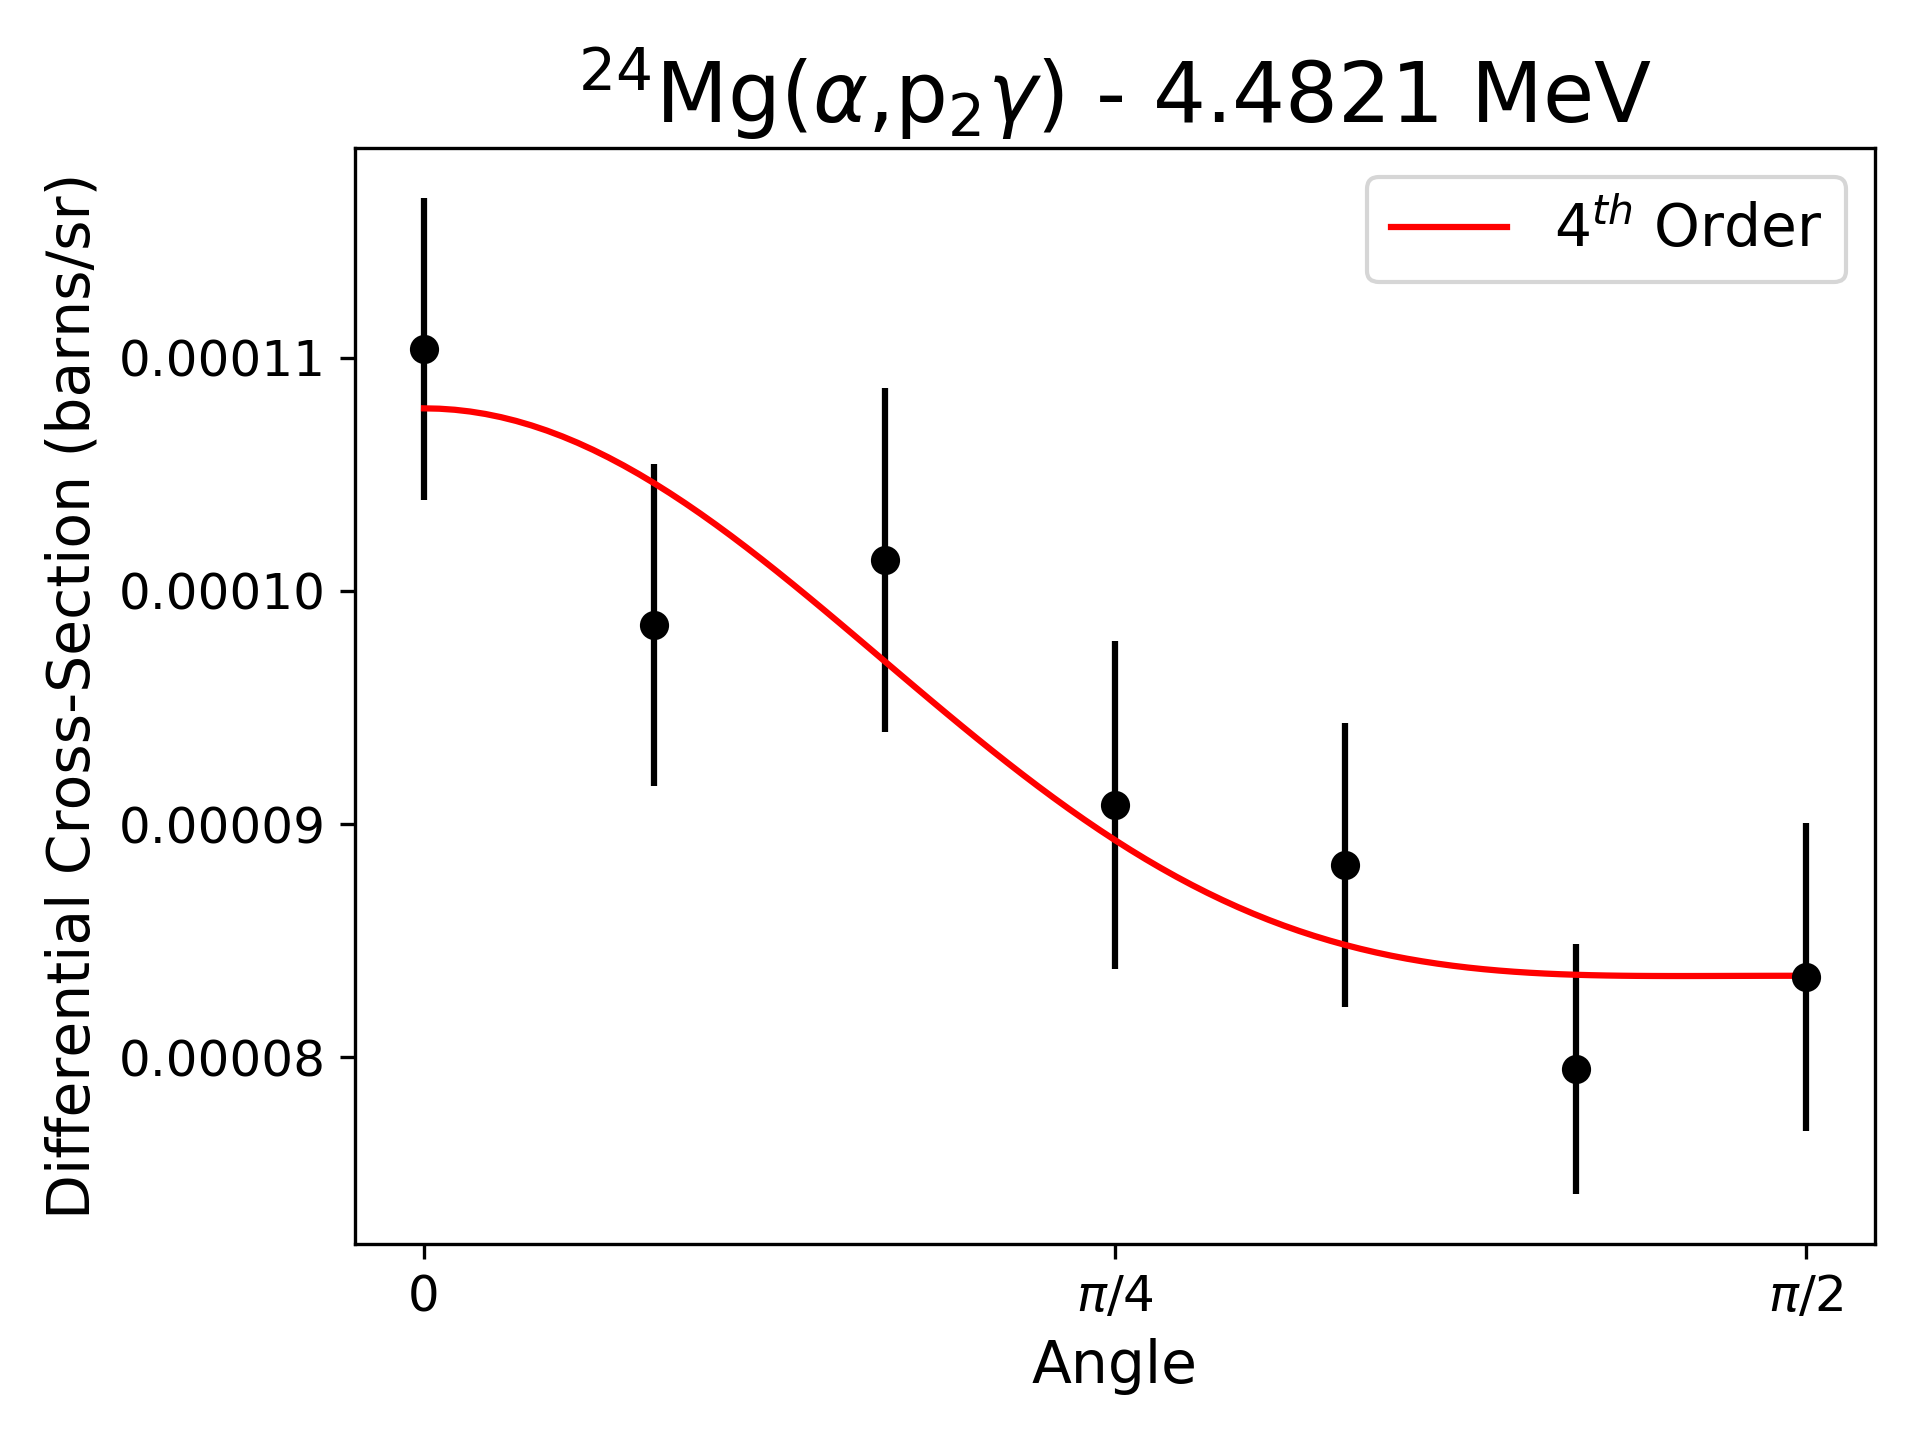 ²⁴Mg(α,p₂γ) - 4.4821 MeV
4ᵗʰ Order
Differential Cross-Section (barns/sr)
0.00011
0.00010
0.00009
0.00008
0 π/4 π/2
Angle